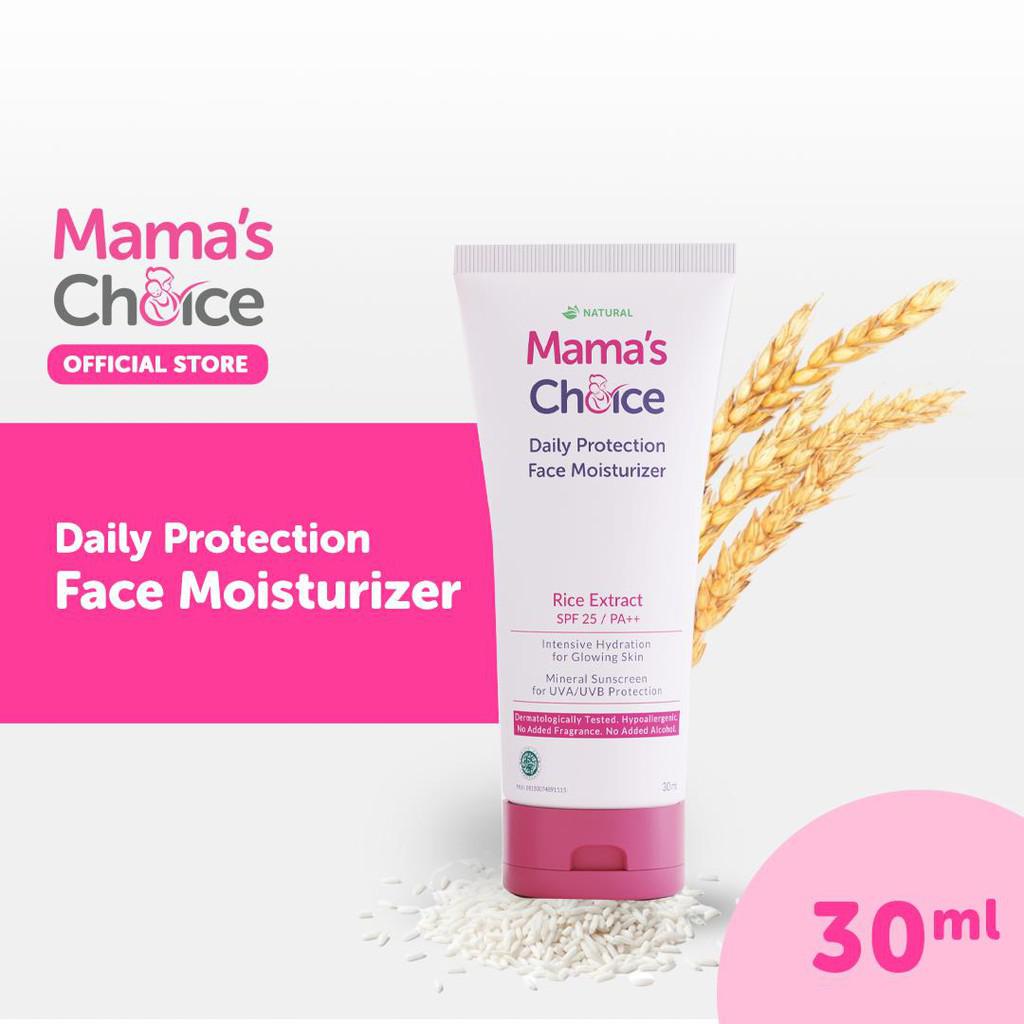 Mama's
Choice
OFFICIAL STORE
Daily Protection
Face Moisturizer
NATURAL
Mama's
Choice
Daily Protection
Face Moisturizer
Rice Extract
SPF 25 / PA++
Intensive Hydration
for Glowing Skin
Mineral Sunscreen
for UVA/UVB Protection
Dermatologically Tested. Hypoallergenic.
No Added Fragrance. No Added Alcohol.
30 ml
30ml